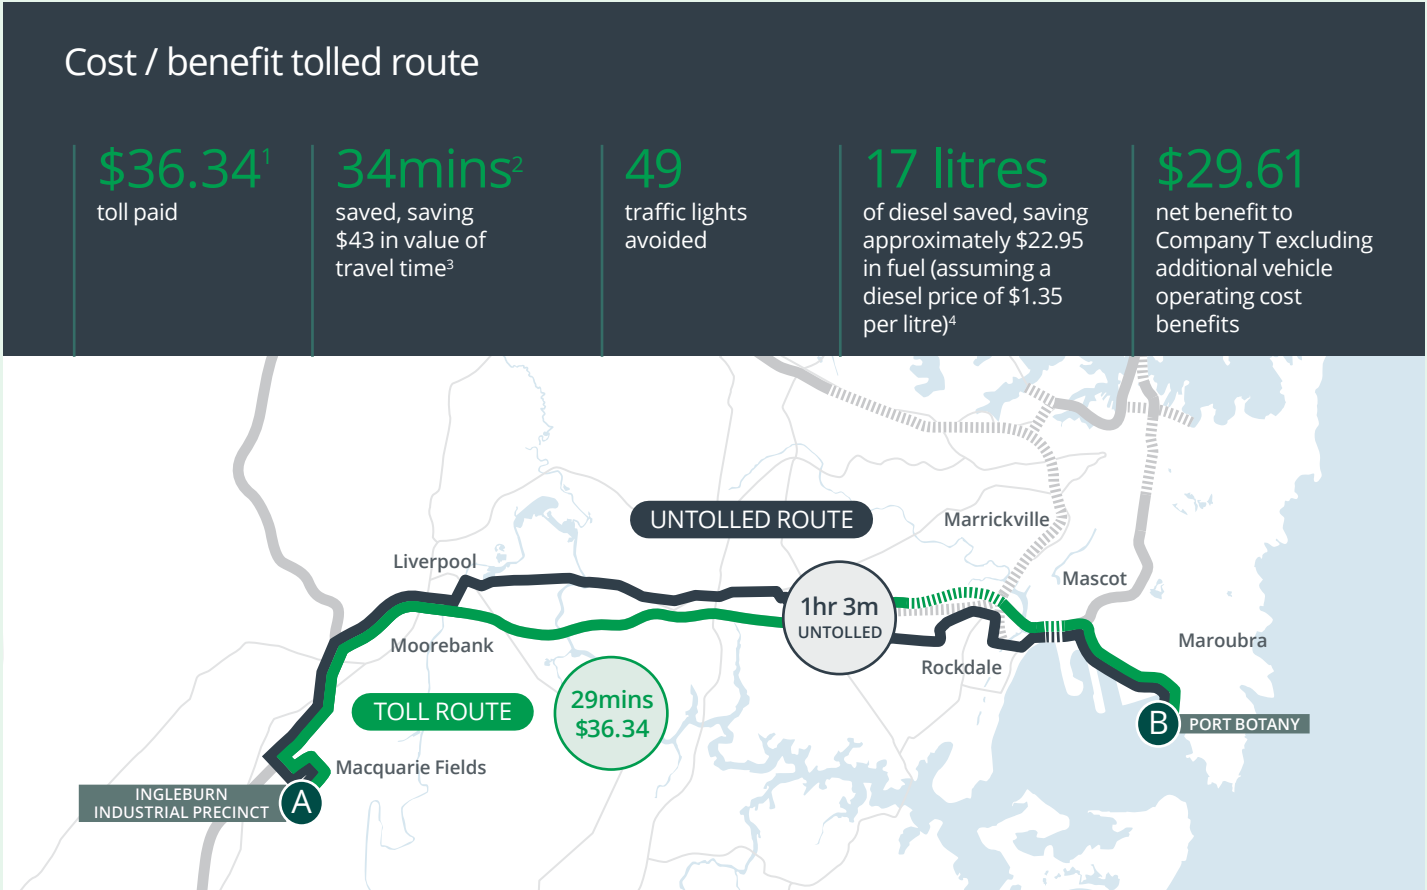 Cost / benefit tolled route
$36.34¹
toll paid
34mins²
saved, saving
$43 in value of
travel time³
49
traffic lights
avoided
17 litres
of diesel saved, saving
approximately $22.95
in fuel (assuming a
diesel price of $1.35
per litre)⁴
$29.61
net benefit to
Company T excluding
additional vehicle
operating cost
benefits
UNTOLLED ROUTE
Marrickville
Liverpool
Mascot
1hr 3m
UNTOLLED
Moorebank
Maroubra
Rockdale
29mins
$36.34
TOLL ROUTE
B
PORT BOTANY
Macquarie Fields
INGLEBURN
INDUSTRIAL PRECINCT
A